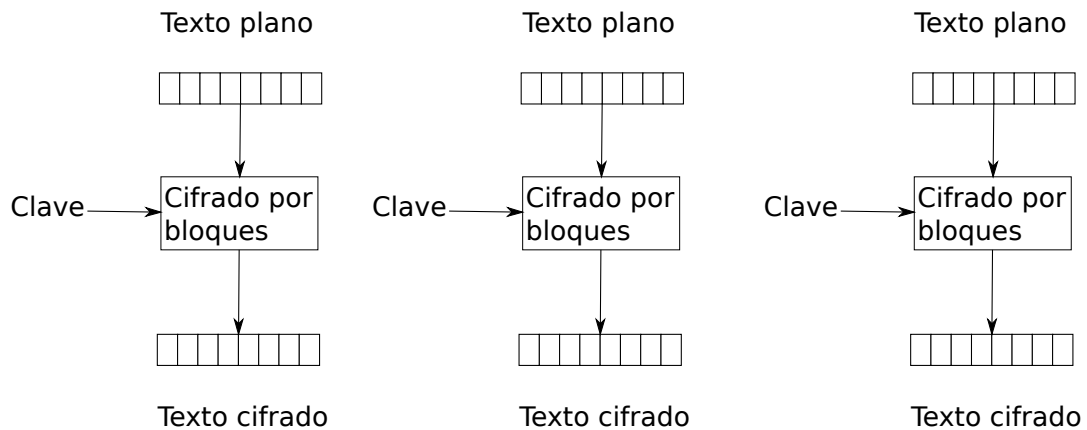 Texto plano
Texto plano
Texto plano
Clave
Cifrado por
bloques
Clave
Cifrado por
bloques
Clave
Cifrado por
bloques
Texto cifrado
Texto cifrado
Texto cifrado